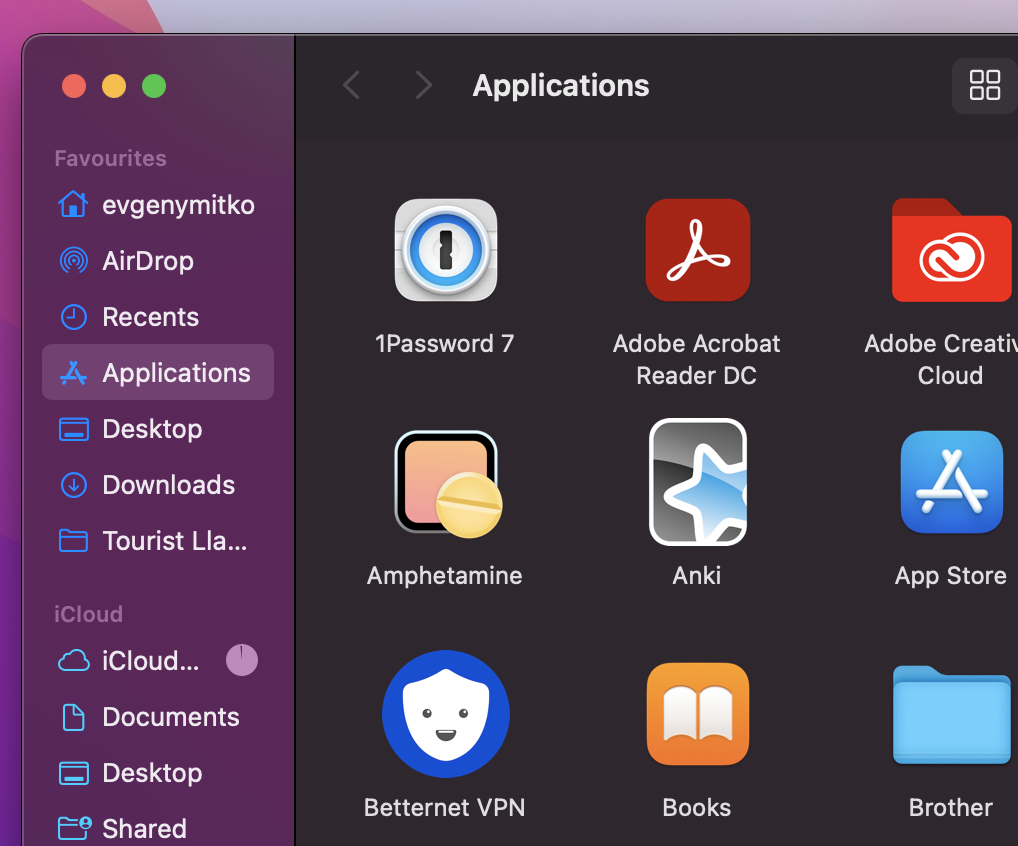 Applications
Favourites
evgenymitko
AirDrop
Recents
Applications
Desktop
Downloads
Tourist Lla...
iCloud
iCloud...
Documents
Desktop
Shared
1Password 7
Adobe Acrobat
Reader DC
Adobe Creativ
Cloud
Amphetamine
Anki
App Store
Betternet VPN
Books
Brother